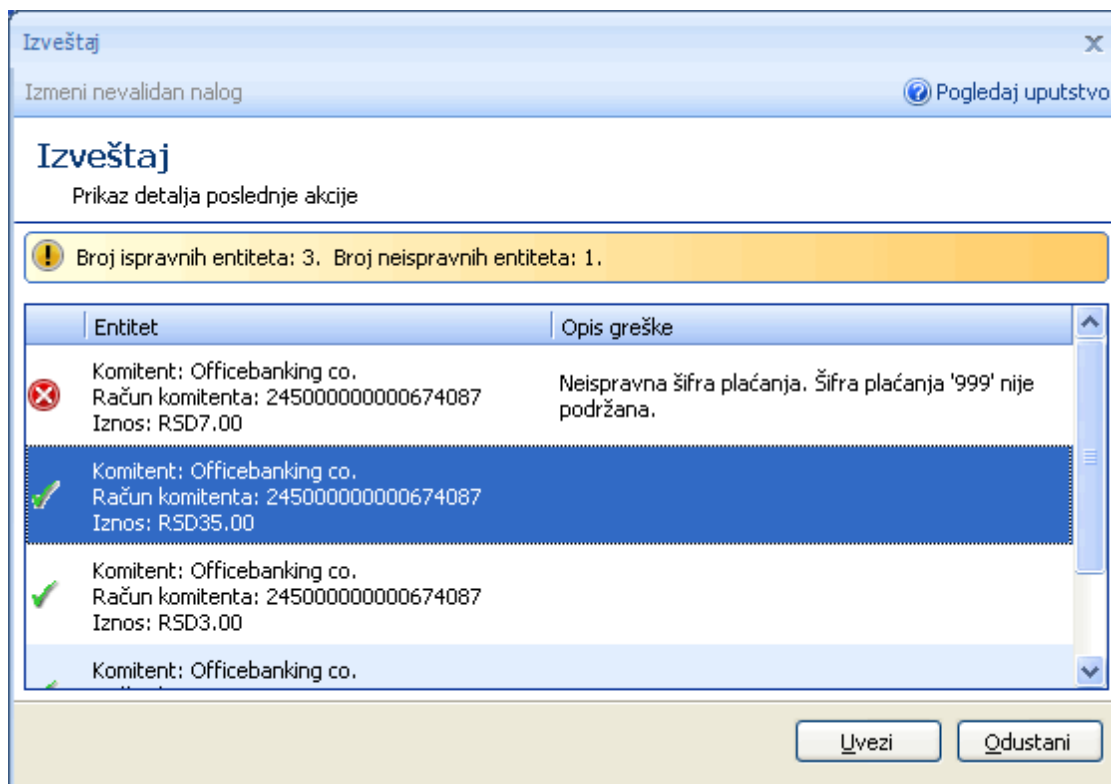 Izveštaj
Izmeni nevalidan nalog
Pogledaj uputstvo
Izveštaj
Prikaz detalja poslednje akcije
Broj ispravnih entiteta: 3.  Broj neispravnih entiteta: 1.
Entitet
Opis greške
Komitent: Officebanking co.
Račun komitenta: 245000000000674087
Iznos: RSD7.00
Neispravna šifra plaćanja. Šifra plaćanja '999' nije
podržana.
Komitent: Officebanking co.
Račun komitenta: 245000000000674087
Iznos: RSD35.00
Komitent: Officebanking co.
Račun komitenta: 245000000000674087
Iznos: RSD3.00
Komitent: Officebanking co.
Uvezi
Odustani